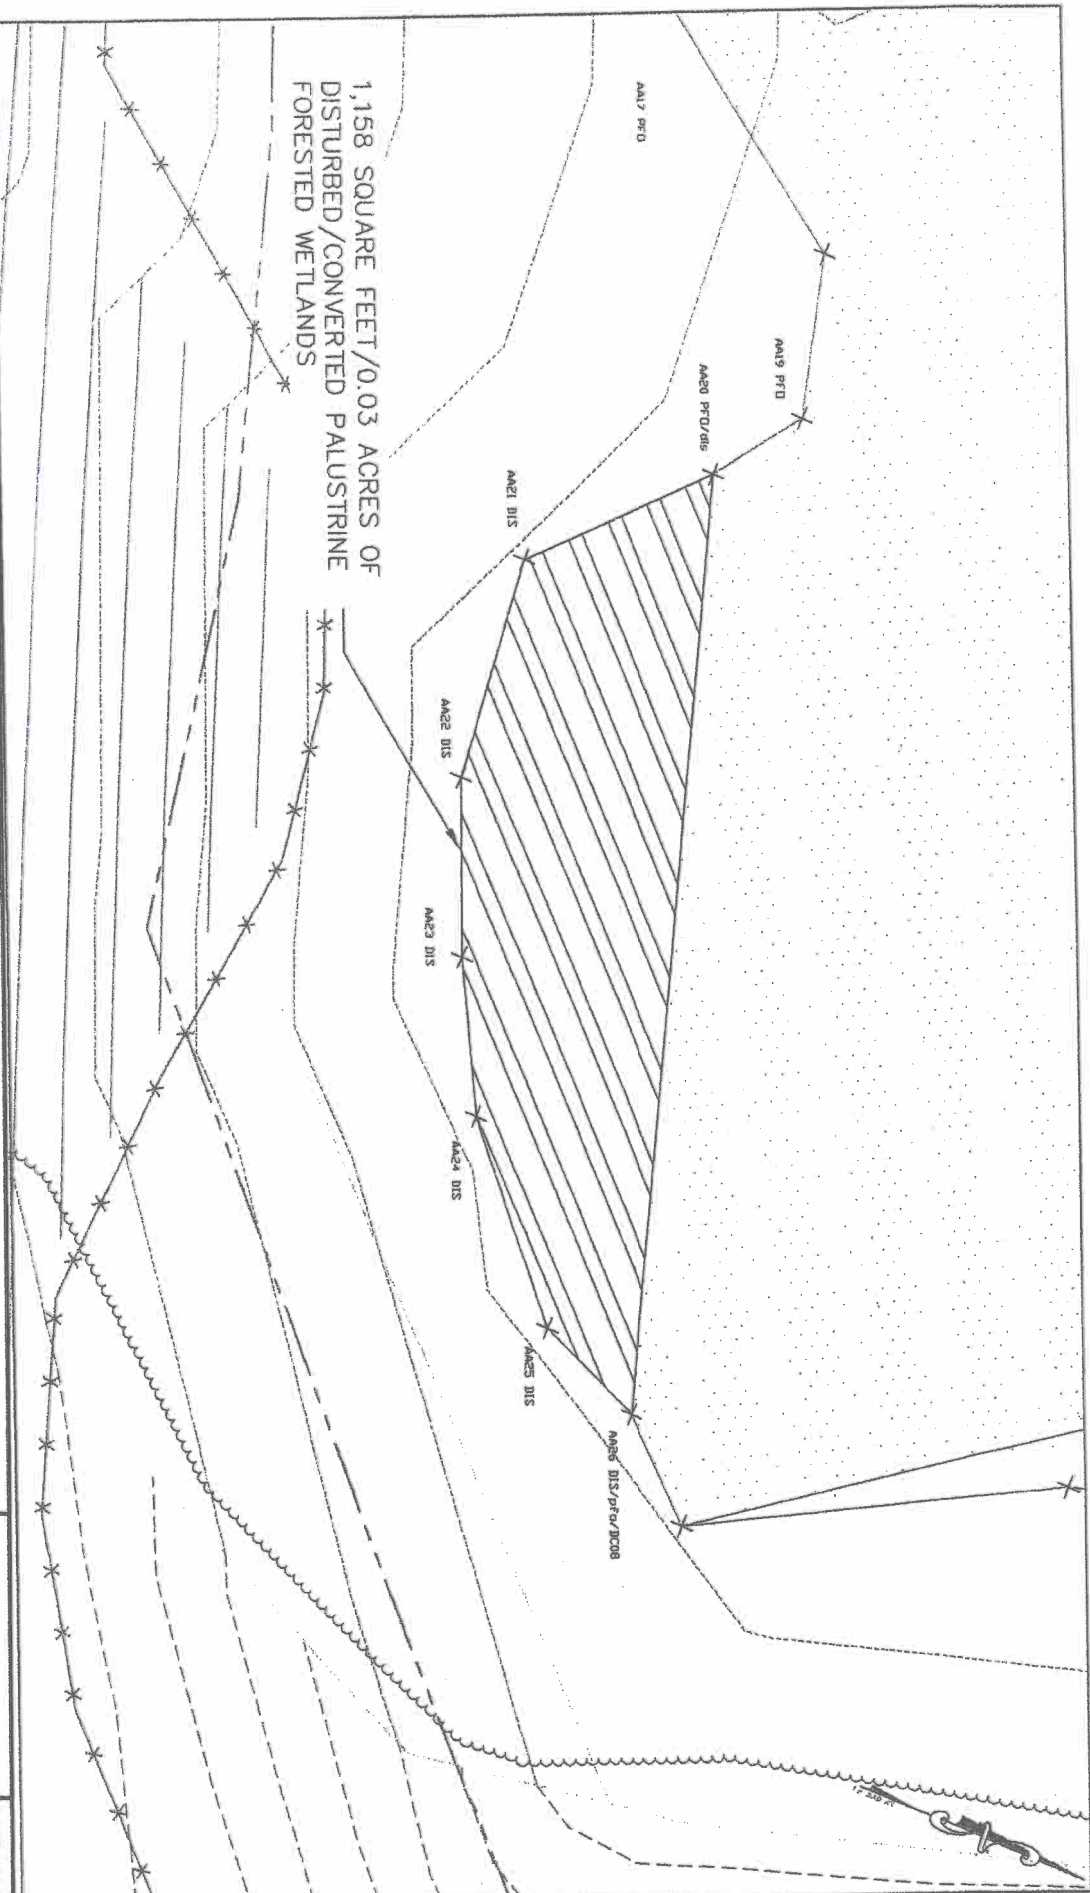 1,158 SQUARE FEET/0.03 ACRES OF
DISTURBED/CONVERTED PALUSTRINE
FORESTED WETLANDS
AA17 PFO
AA19 PFO
AA20 PFO/dis
AA21 DIS
AA22 DIS
AA23 DIS
AA24 DIS
AA25 DIS
AA26 DIS/pfo/DC08